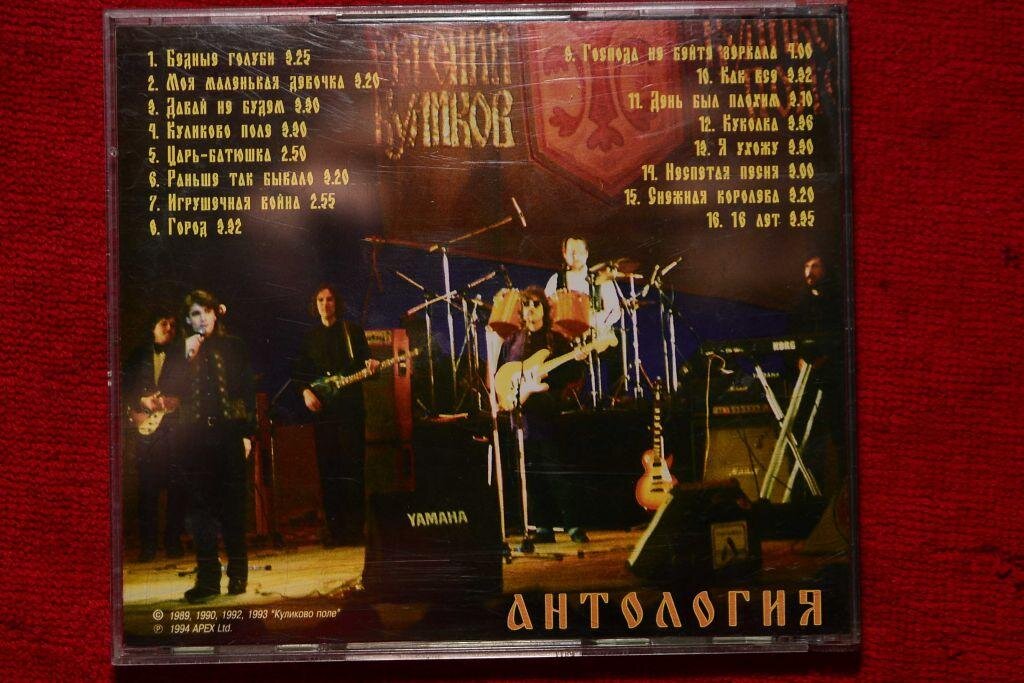 1. Бедные голуби 3.25
2. Моя маленькая девочка 3.20
3. Давай не будем 3.30
4. Куликово поле 3.30
5. Царь-батюшка 2.50
6. Раньше так бывало 3.20
7. Игрушечная война 2.55
8. Город 3.32
9. Господа не бейте зеркала 4.00
10. Как все 3.32
11. День был плохим 3.10
12. Куколка 3.36
13. Я ухожу 3.30
14. Неспетая песня 3.00
15. Снежная королева 3.20
16. 16 лет 3.35
KORG
YAMAHA
YAMAHA
© 1989, 1990, 1992, 1993 "Куликово поле"
℗ 1994 APEX Ltd.
АНТОЛОГИЯ